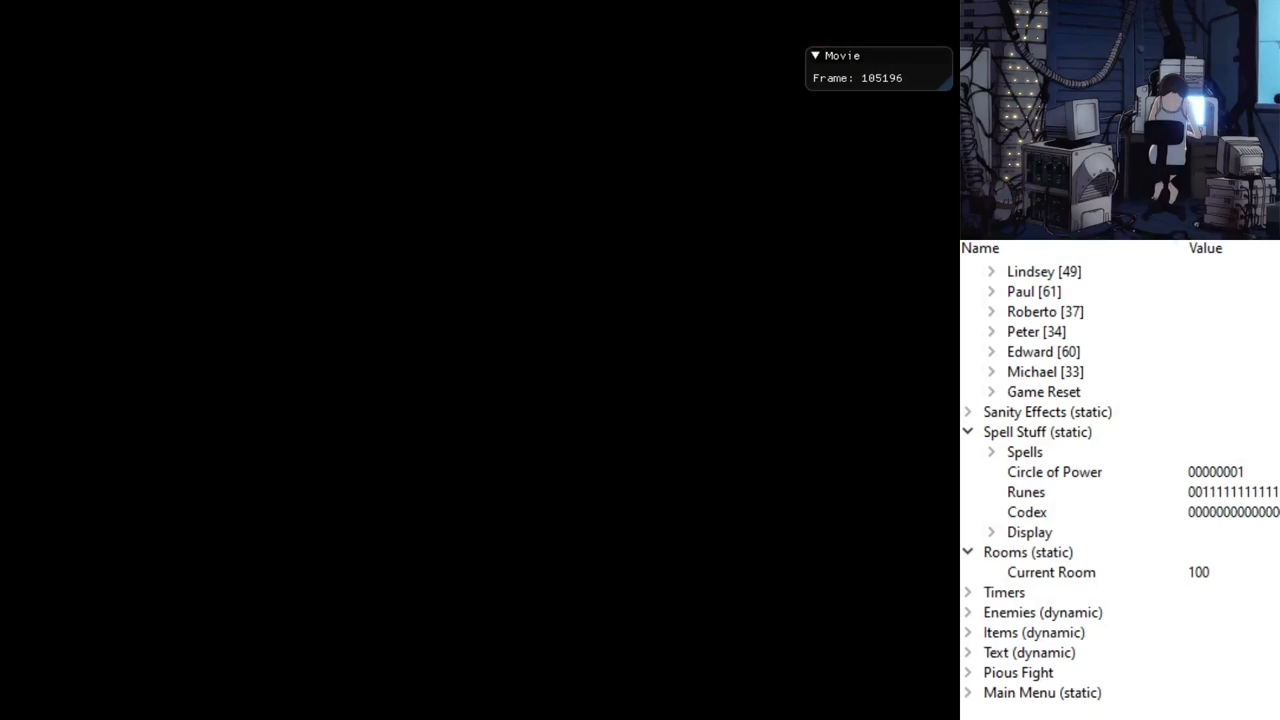 Movie
Frame: 105196
Name Value
Lindsey [49]
Paul [61]
Roberto [37]
Peter [34]
Edward [60]
Michael [33]
Game Reset
Sanity Effects (static)
Spell Stuff (static)
Spells
Circle of Power 00000001
Runes 0011111111111
Codex 0000000000000
Display
Rooms (static)
Current Room 100
Timers
Enemies (dynamic)
Items (dynamic)
Text (dynamic)
Pious Fight
Main Menu (static)